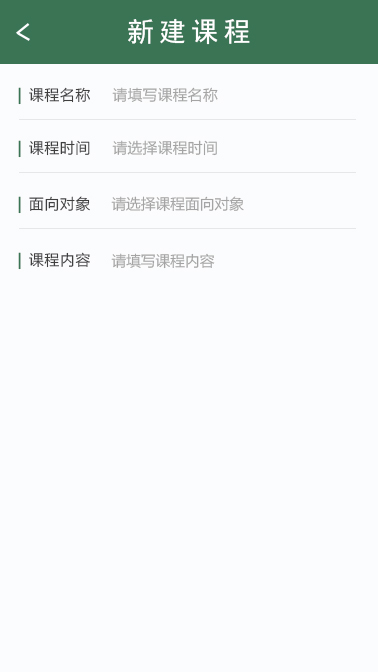 新建课程
课程名称 请填写课程名称
课程时间 请选择课程时间
面向对象 请选择课程面向对象
课程内容 请填写课程内容